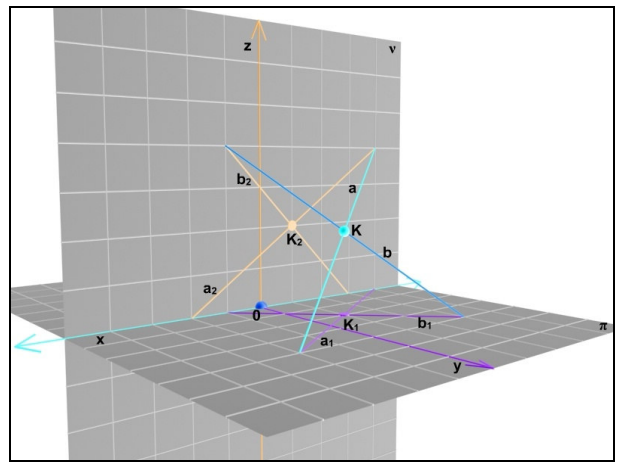 z
ν
b₂
a
K
K₂
b
a₂
0
K₁
b₁
π
x
a₁
y